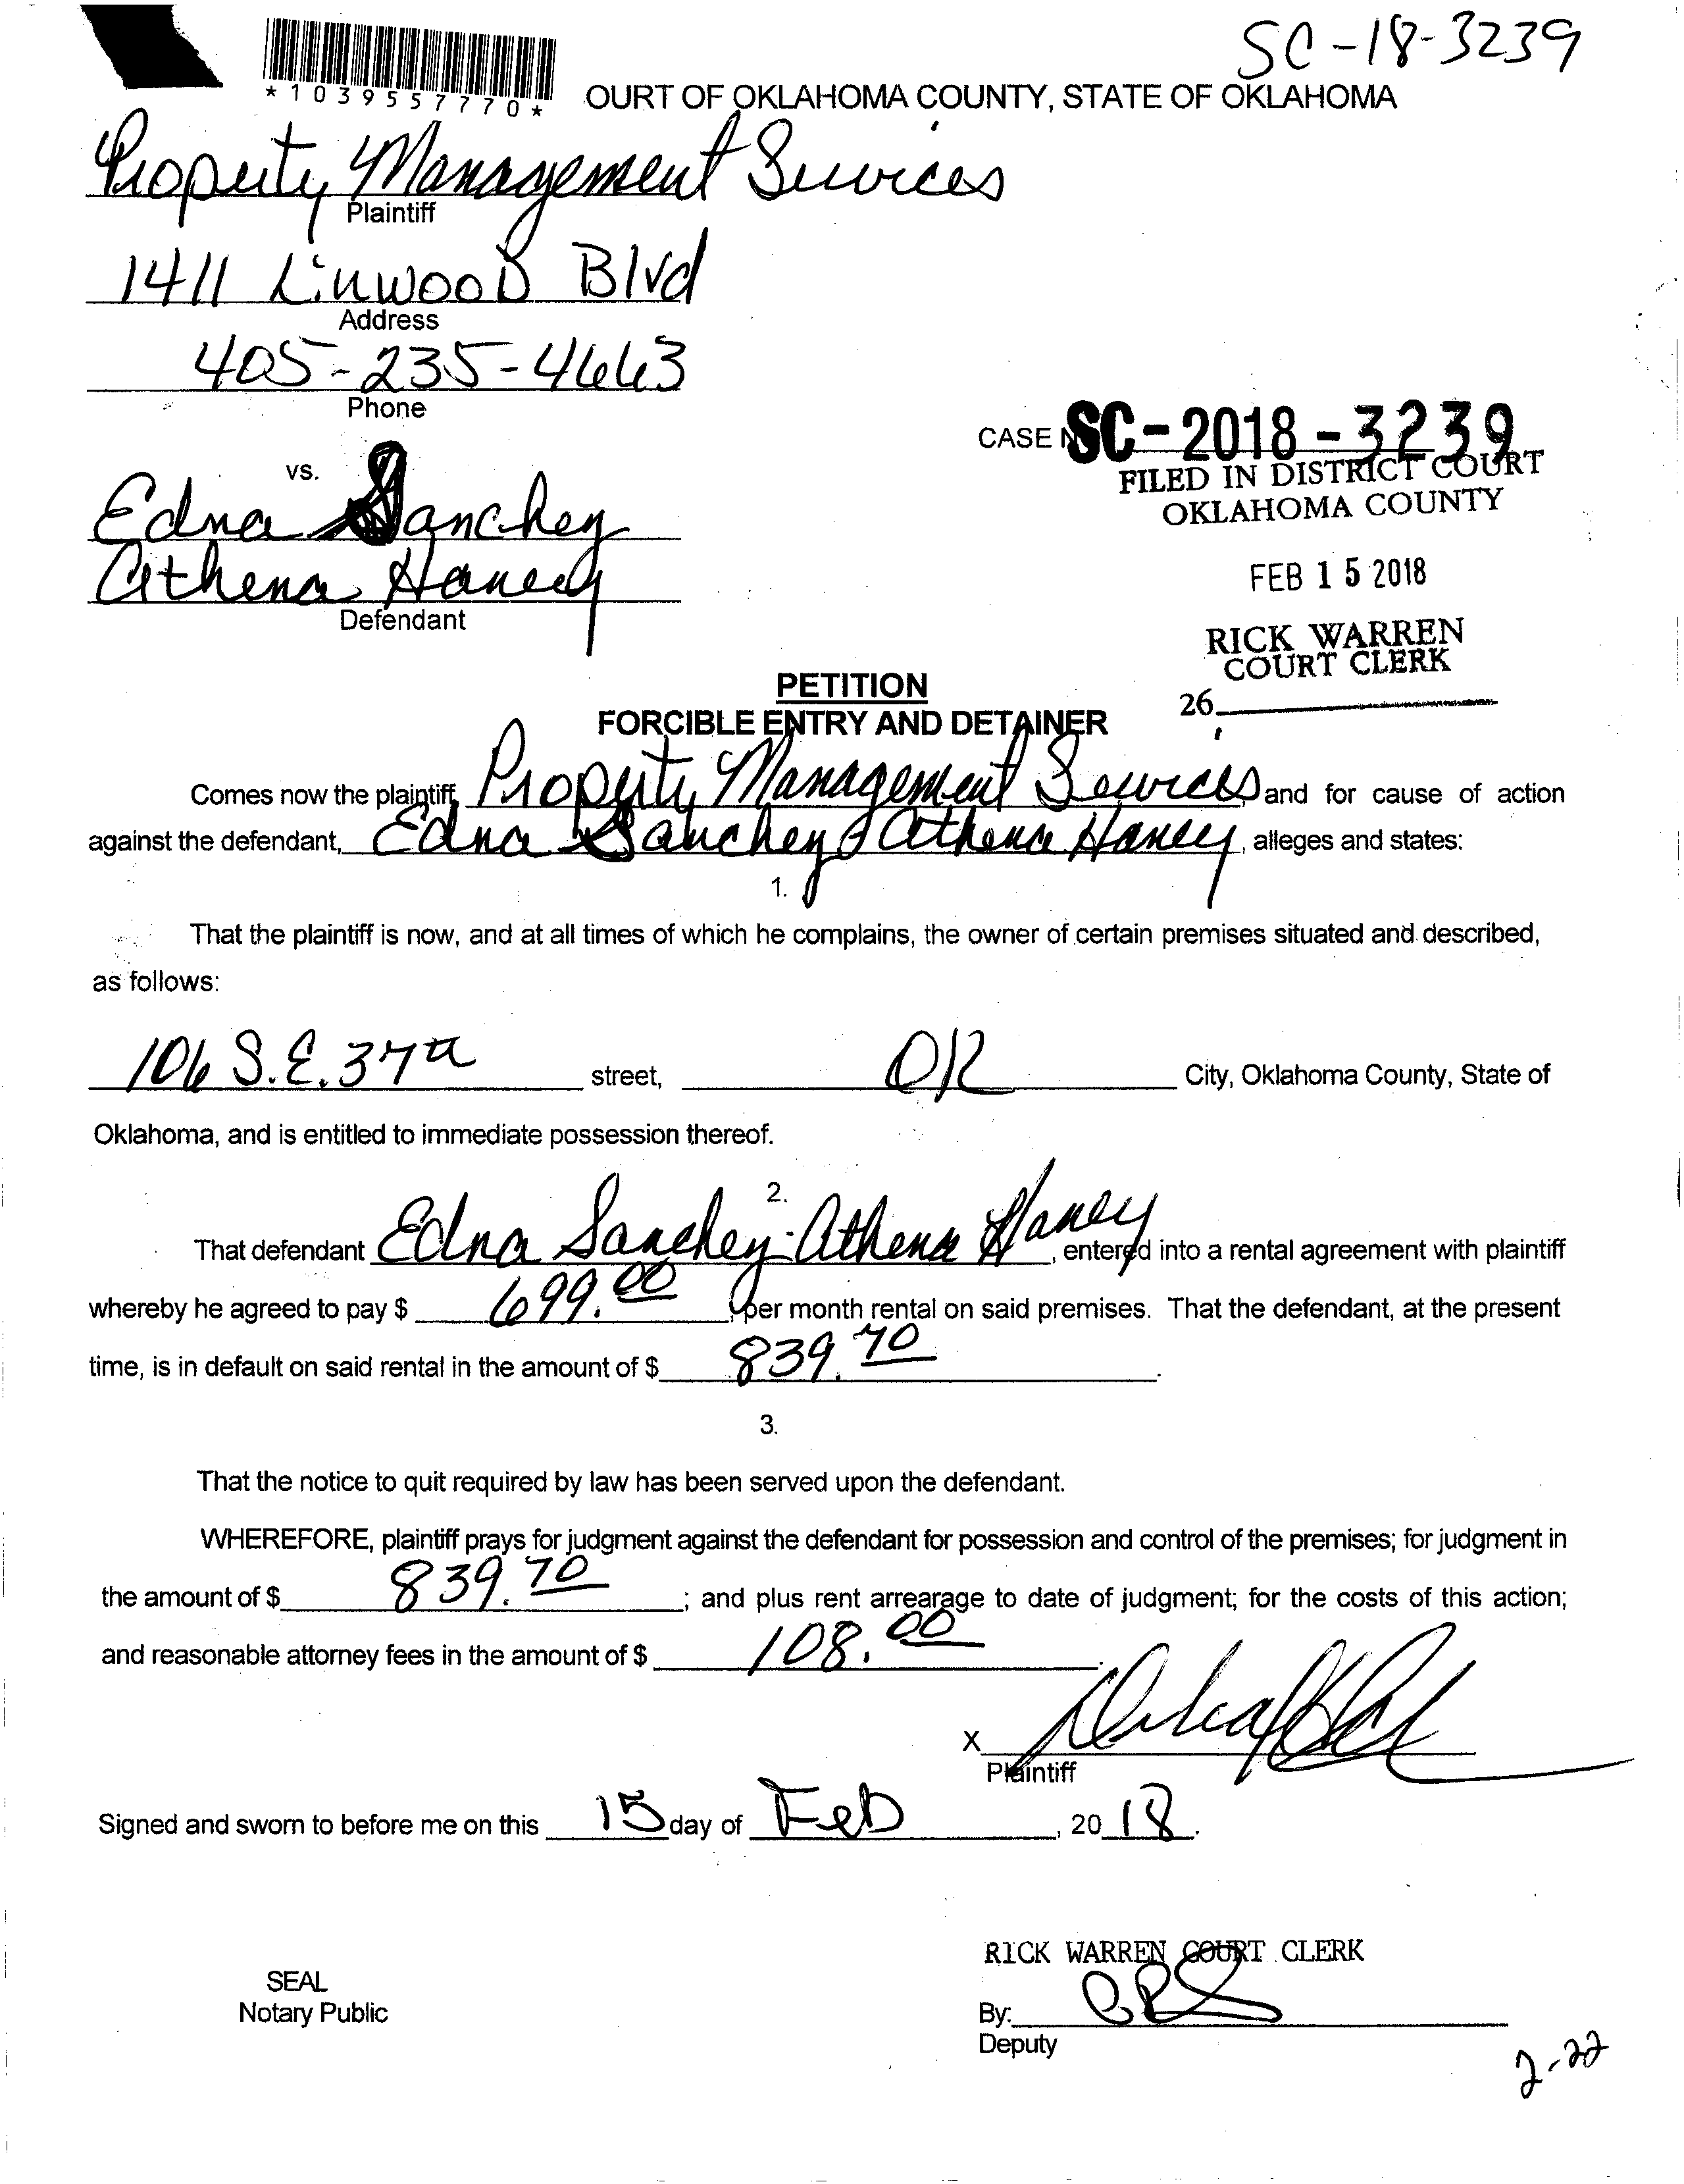 SC-18-3239
*1039557770*
OURT OF OKLAHOMA COUNTY, STATE OF OKLAHOMA
Property Management Services
Plaintiff
1411 Linwood Blvd
Address
405-235-4663
Phone
CASE N SC-2018-3239
FILED IN DISTRICT COURT
OKLAHOMA COUNTY
vs.
Edna Sanchey
Athena Haney
Defendant
FEB 15 2018
RICK WARREN
COURT CLERK
26
PETITION
FORCIBLE ENTRY AND DETAINER
Comes now the plaintiff, Property Management Services and for cause of action
against the defendant, Edna Sanchey & Athena Haney, alleges and states:
1.
That the plaintiff is now, and at all times of which he complains, the owner of certain premises situated and described,
as follows:
106 S.E. 37th street, OK City, Oklahoma County, State of
Oklahoma, and is entitled to immediate possession thereof.
2.
That defendant Edna Sanchey - Athena Haney, entered into a rental agreement with plaintiff
whereby he agreed to pay $ 699.00, per month rental on said premises. That the defendant, at the present
time, is in default on said rental in the amount of $ 839.70.
3.
That the notice to quit required by law has been served upon the defendant.
WHEREFORE, plaintiff prays for judgment against the defendant for possession and control of the premises; for judgment in
the amount of $ 839.70; and plus rent arrearage to date of judgment; for the costs of this action;
and reasonable attorney fees in the amount of $ 108.00.
X
Plaintiff
Signed and sworn to before me on this 15 day of Feb, 2018.
RICK WARREN COURT CLERK
SEAL
Notary Public
By:
Deputy
2-22